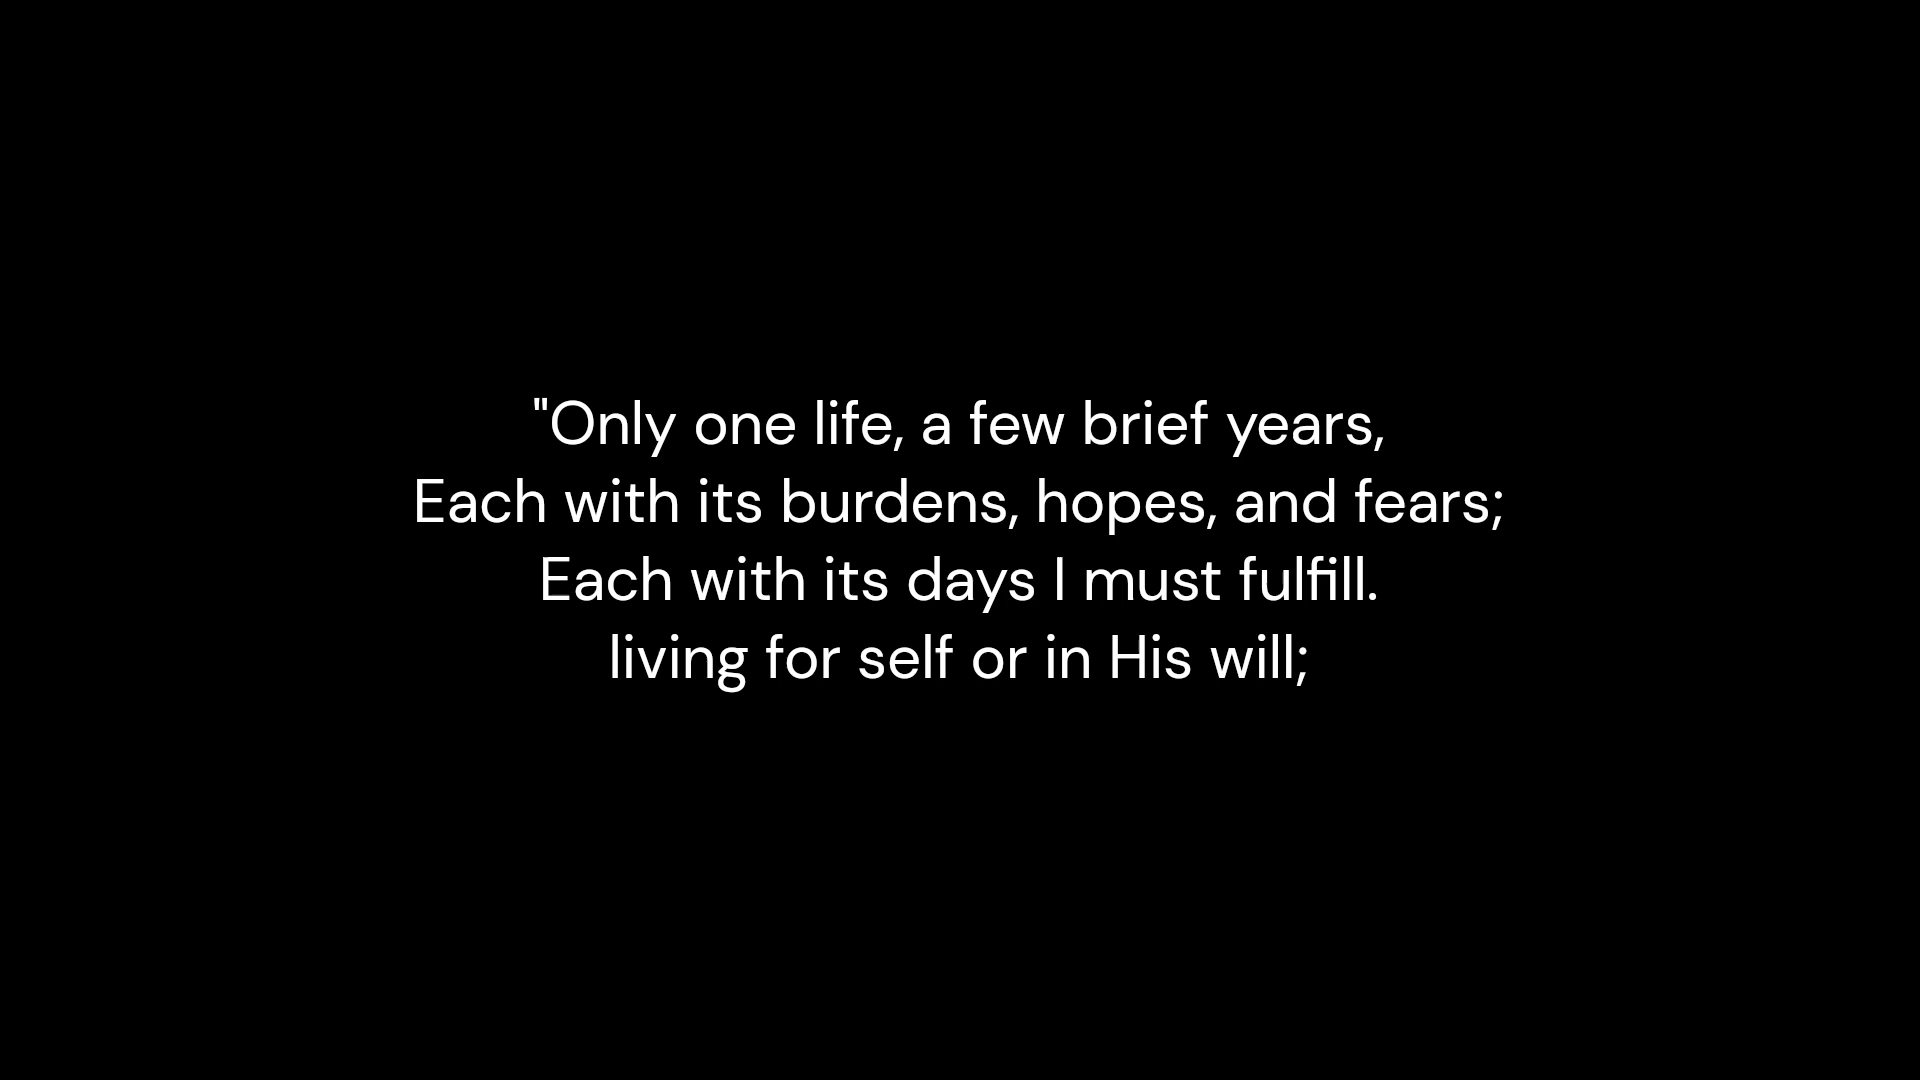 "Only one life, a few brief years,
Each with its burdens, hopes, and fears;
Each with its days I must fulfill.
living for self or in His will;